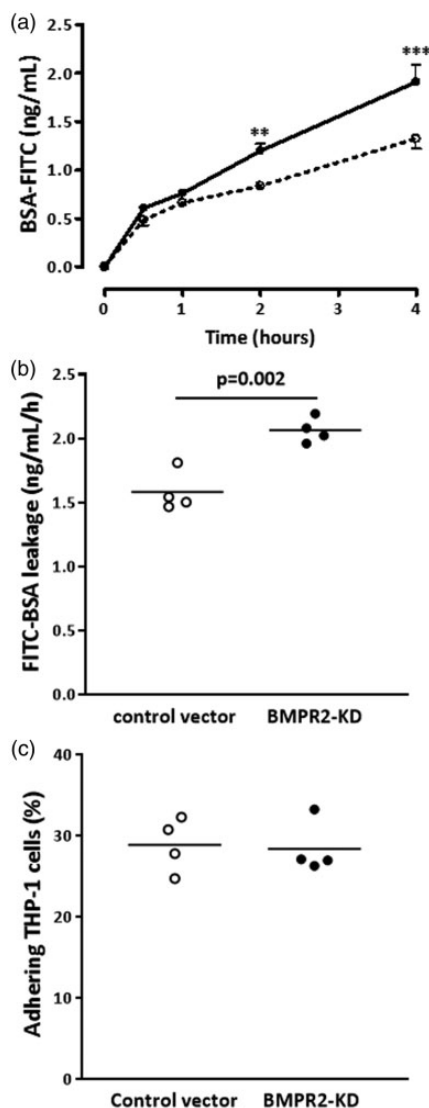 (a)
BSA-FITC (ng/mL)
2.5
2.0
1.5
1.0
0.5
0.0
**
***
0 1 2 3 4
Time (hours)
(b)
FITC-BSA leakage (ng/mL/h)
2.5
2.0
1.5
1.0
0.5
0.0
p=0.002
control vector BMPR2-KD
(c)
Adhering THP-1 cells (%)
40
30
20
10
0
Control vector BMPR2-KD